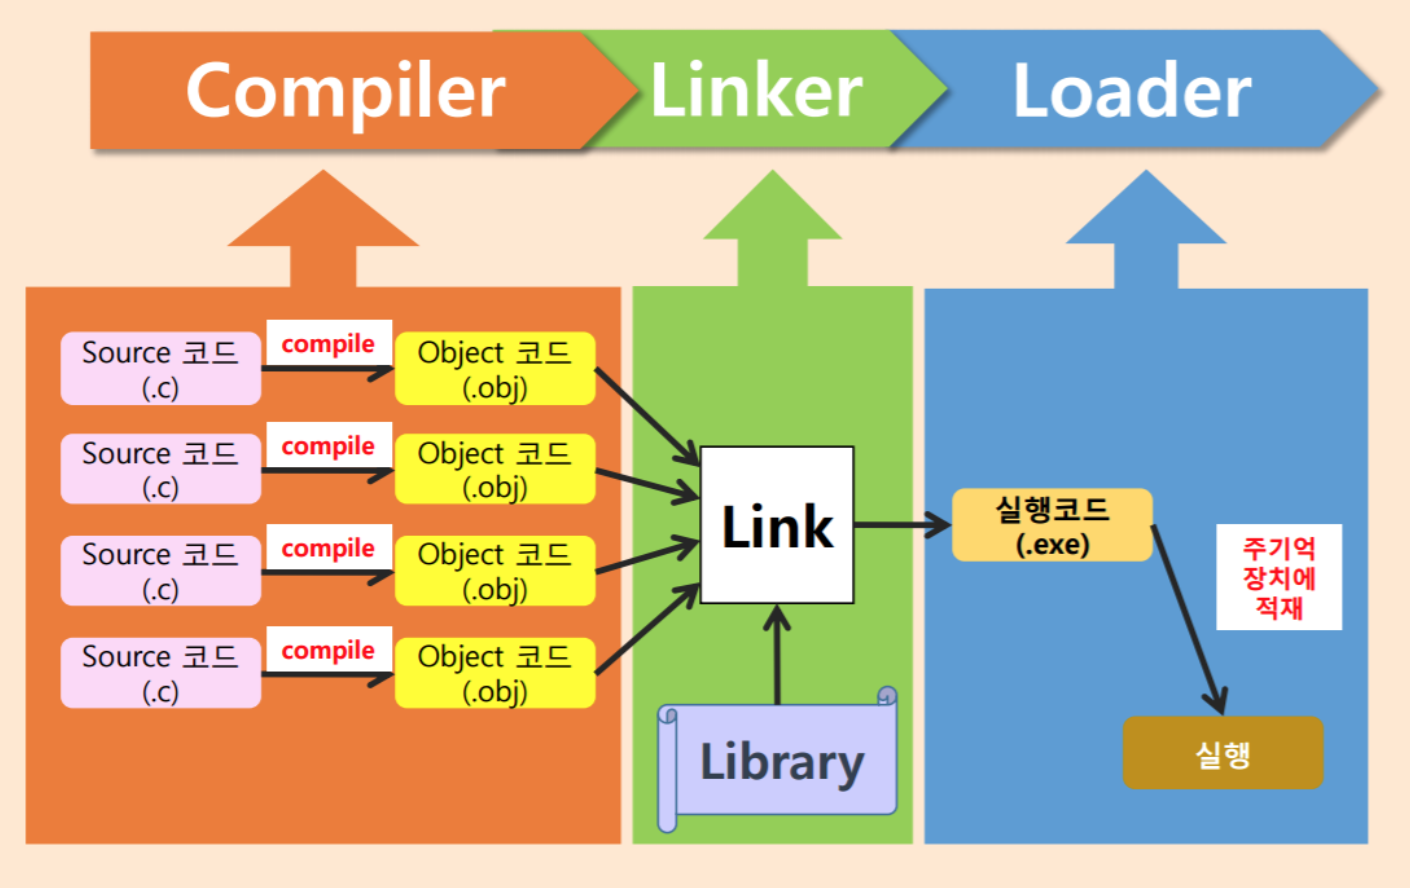 Compiler
Linker
Loader
Source 코드
(.c)
compile
Object 코드
(.obj)
Source 코드
(.c)
compile
Object 코드
(.obj)
Source 코드
(.c)
compile
Object 코드
(.obj)
Source 코드
(.c)
compile
Object 코드
(.obj)
Link
Library
실행코드
(.exe)
주기억
장치에
적재
실행